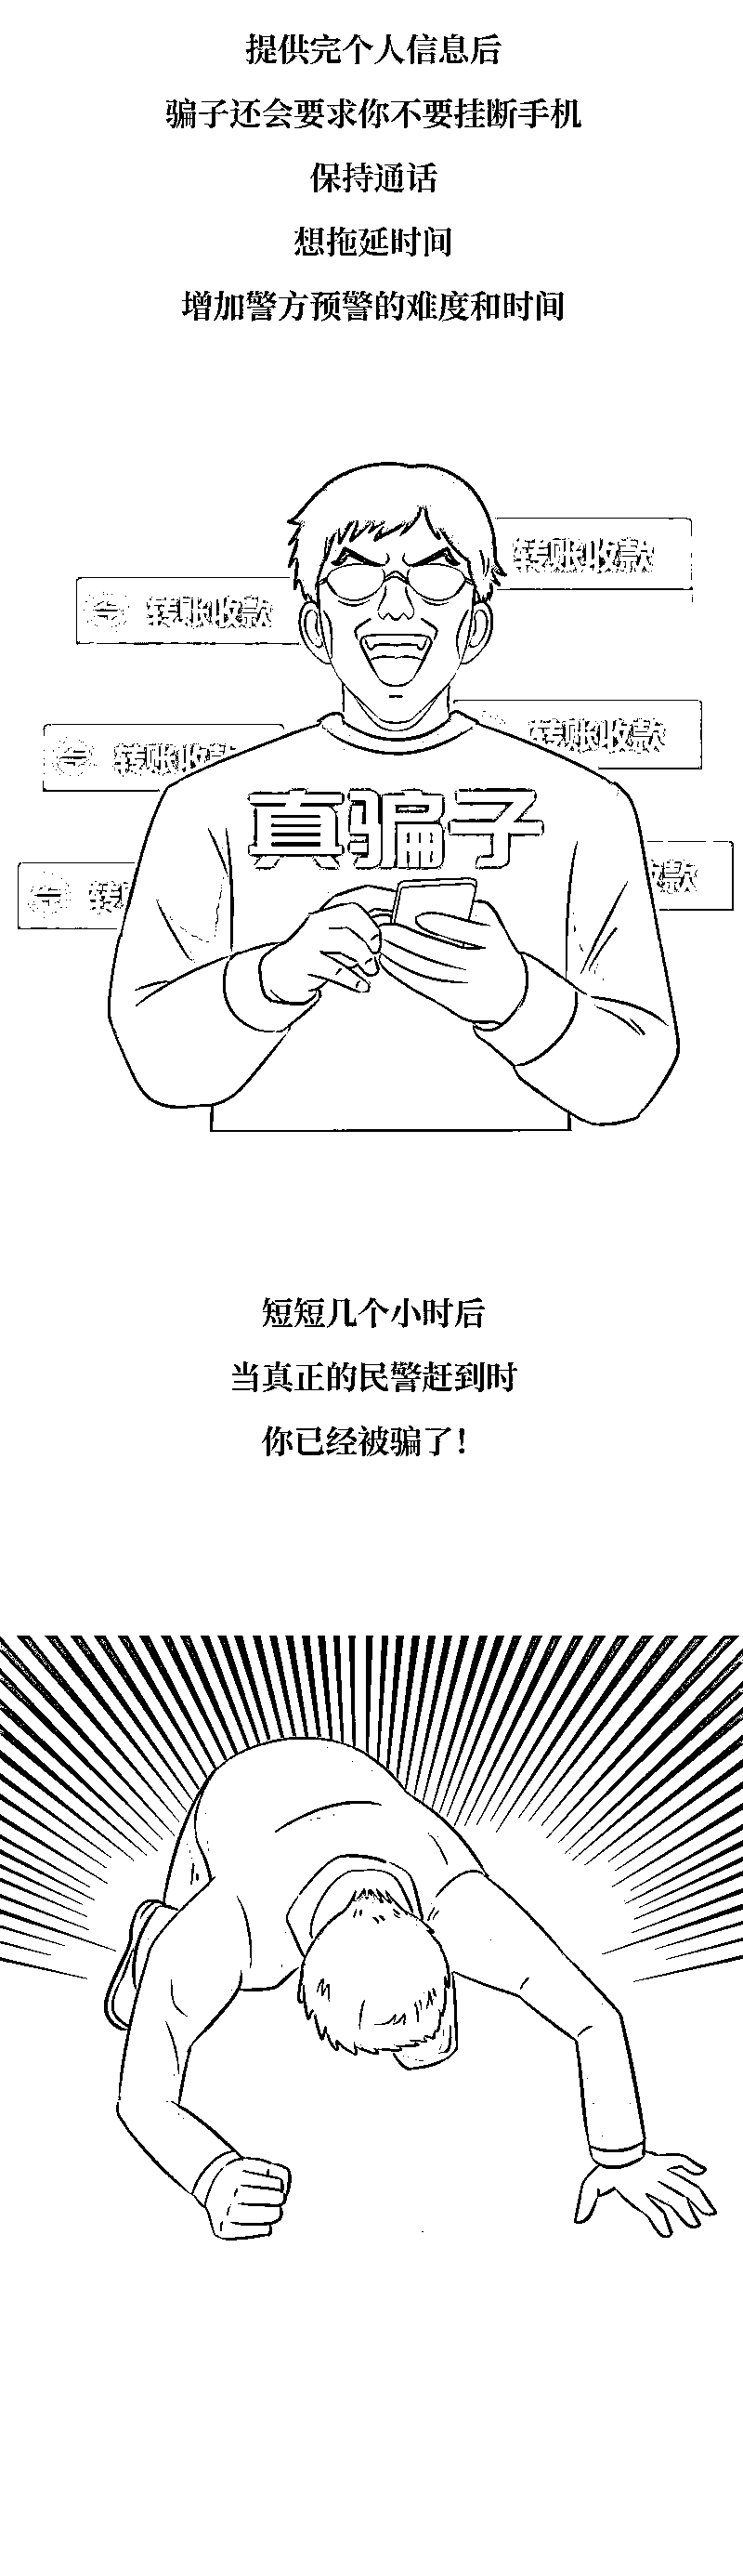 提供完个人信息后
骗子还会要求你不要挂断手机
保持通话
想拖延时间
增加警方预警的难度和时间
转账收款
转账收款
转账收款
转账收
真骗子
款
转
短短几个小时后
当真正的民警赶到时
你已经被骗了！